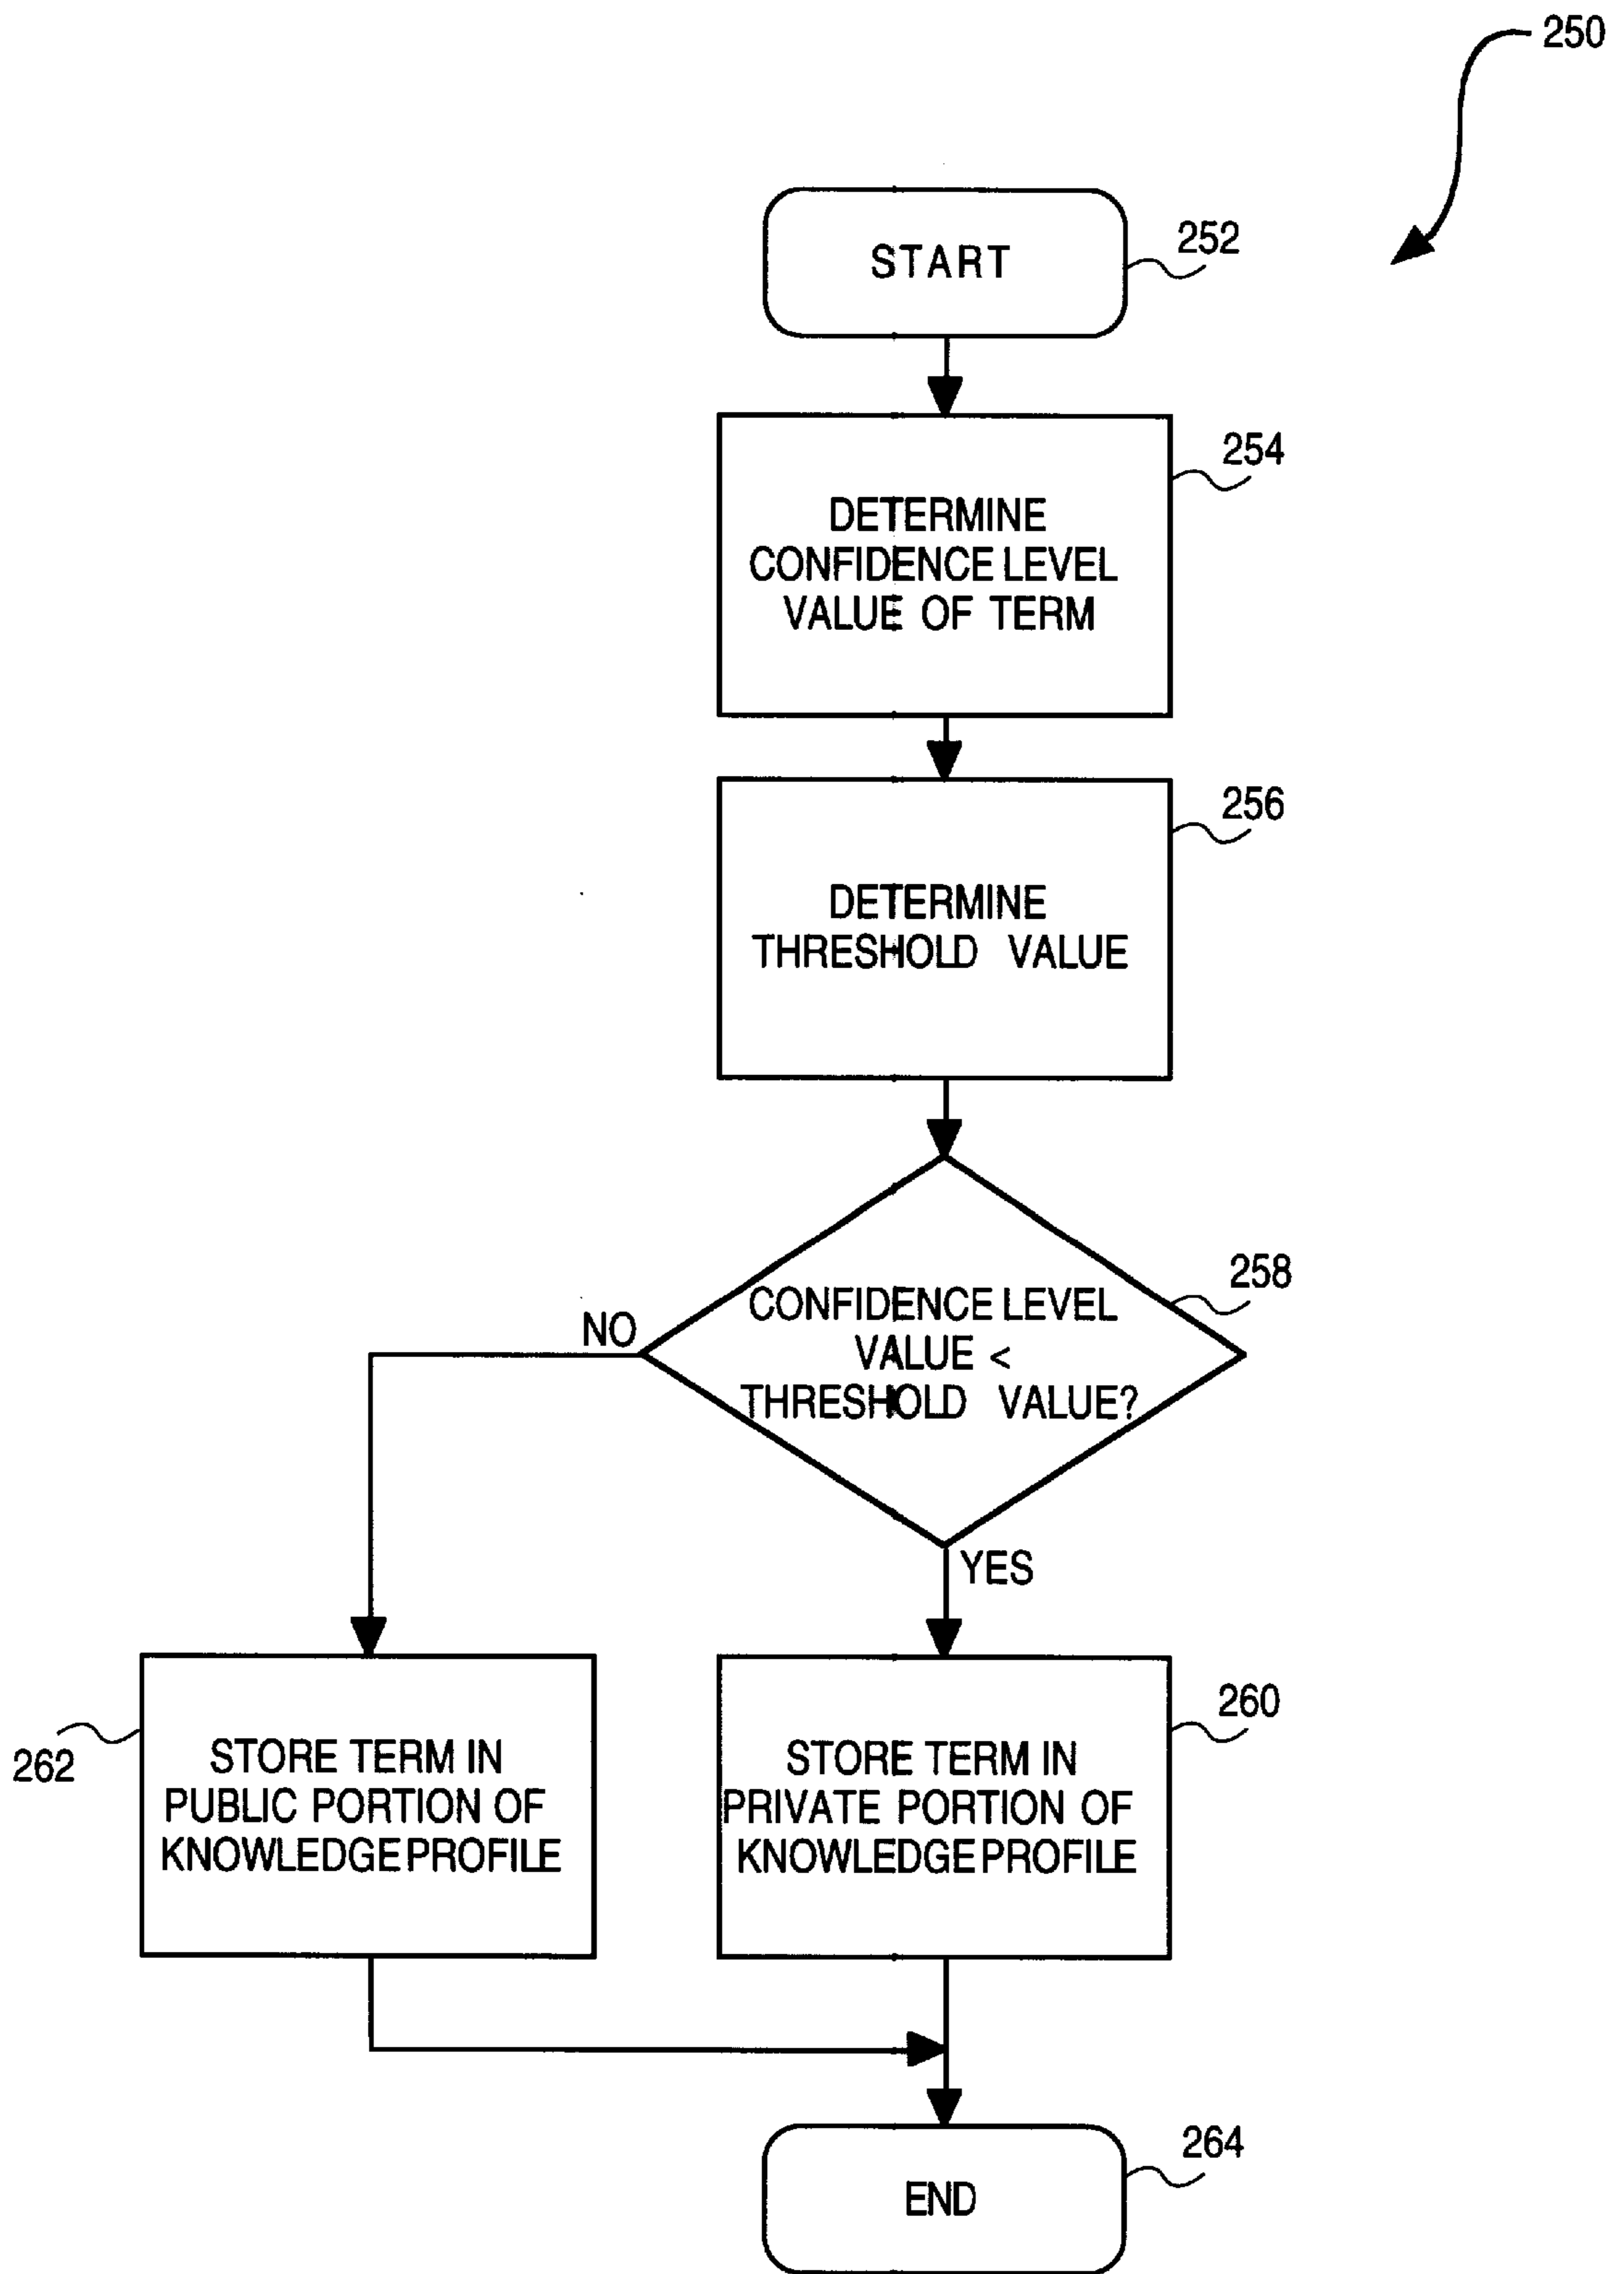 250
START
252
DETERMINE
CONFIDENCE LEVEL
VALUE OF TERM
254
DETERMINE
THRESHOLD VALUE
256
CONFIDENCE LEVEL
VALUE <
THRESHOLD VALUE?
258
NO
YES
STORE TERM IN
PUBLIC PORTION OF
KNOWLEDGE PROFILE
262
STORE TERM IN
PRIVATE PORTION OF
KNOWLEDGE PROFILE
260
END
264